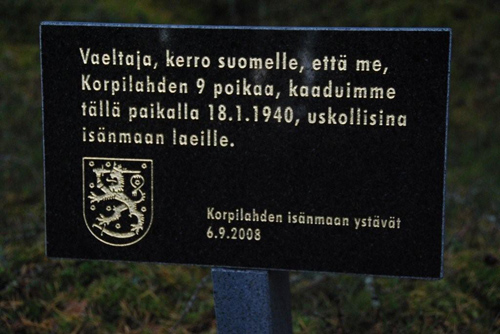 Vaeltaja, kerro suomelle, että me,
Korpilahden 9 poikaa, kaaduimme
tällä paikalla 18.1.1940, uskollisina
isänmaan laeille.
Korpilahden isänmaan ystävät
6.9.2008